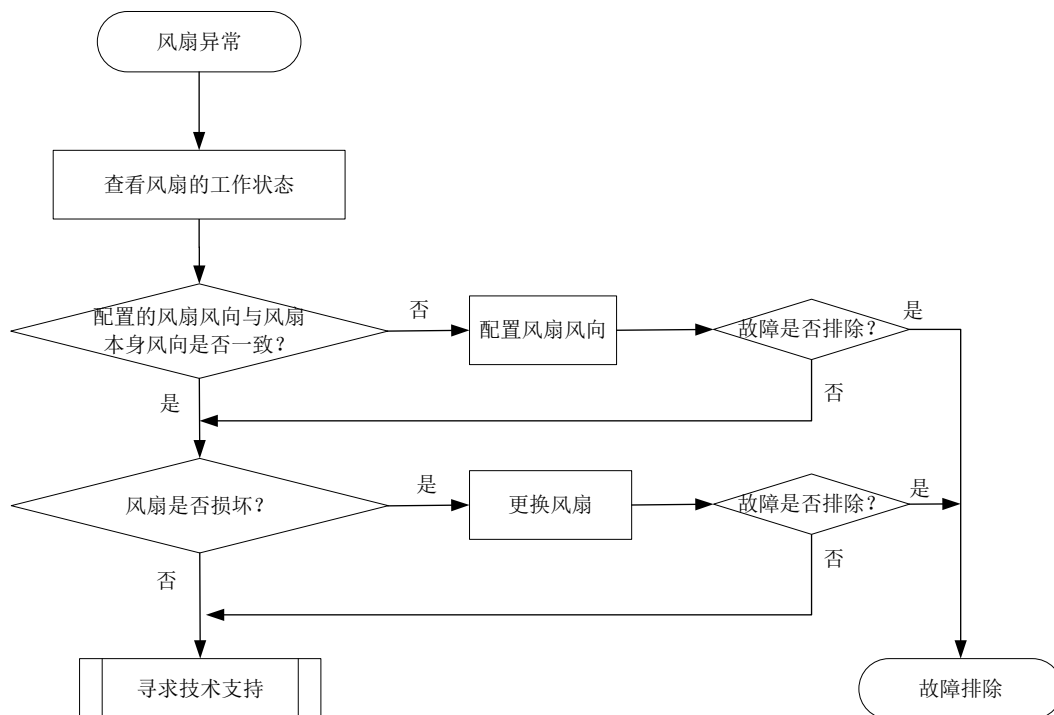 风扇异常
查看风扇的工作状态
配置的风扇风向与风扇
本身风向是否一致？
否
配置风扇风向
故障是否排除？
是
是
否
风扇是否损坏？
是
更换风扇
故障是否排除？
是
否
否
寻求技术支持
故障排除